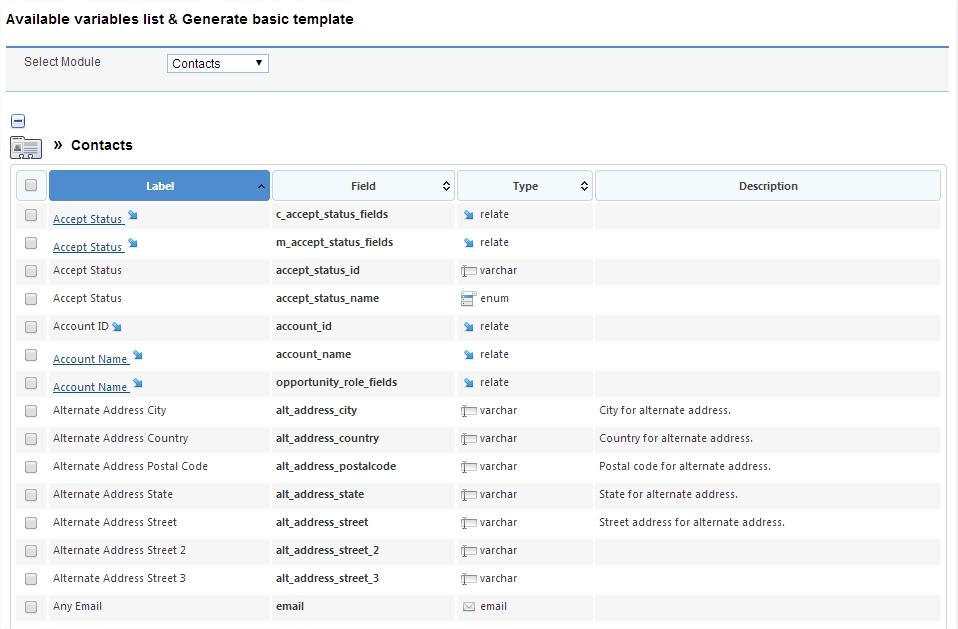 Available variables list & Generate basic template
Select Module Contacts
» Contacts
Label Field Type Description
Accept Status c_accept_status_fields relate
Accept Status m_accept_status_fields relate
Accept Status accept_status_id varchar
Accept Status accept_status_name enum
Account ID account_id relate
Account Name account_name relate
Account Name opportunity_role_fields relate
Alternate Address City alt_address_city varchar City for alternate address.
Alternate Address Country alt_address_country varchar Country for alternate address.
Alternate Address Postal Code alt_address_postalcode varchar Postal code for alternate address.
Alternate Address State alt_address_state varchar State for alternate address.
Alternate Address Street alt_address_street varchar Street address for alternate address.
Alternate Address Street 2 alt_address_street_2 varchar
Alternate Address Street 3 alt_address_street_3 varchar
Any Email email email